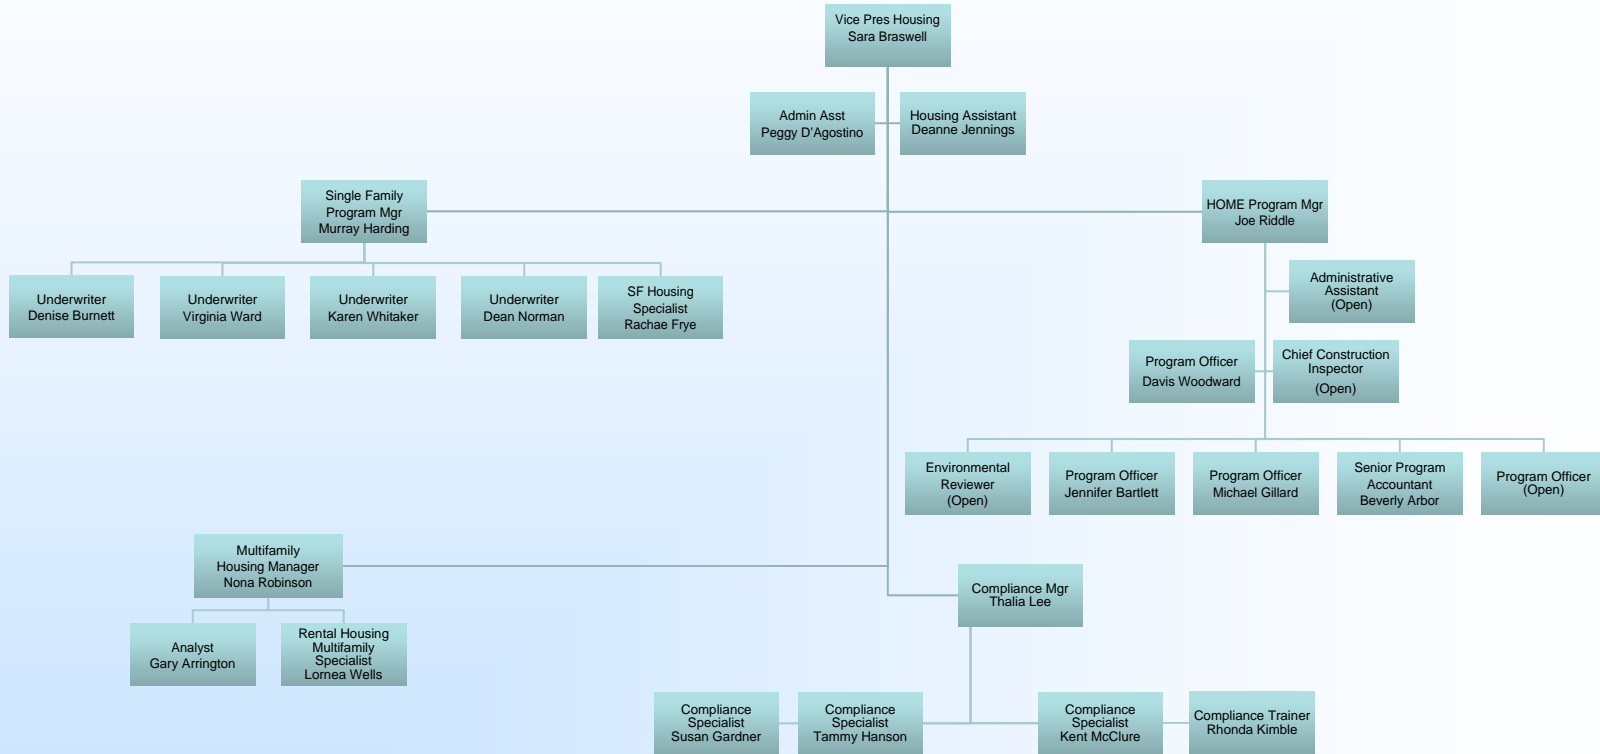 Vice Pres Housing
Sara Braswell
Admin Asst
Peggy D'Agostino
Housing Assistant
Deanne Jennings
Single Family
Program Mgr
Murray Harding
HOME Program Mgr
Joe Riddle
Underwriter
Denise Burnett
Underwriter
Virginia Ward
Underwriter
Karen Whitaker
Underwriter
Dean Norman
SF Housing
Specialist
Rachae Frye
Administrative
Assistant
(Open)
Program Officer
Davis Woodward
Chief Construction
Inspector
(Open)
Environmental
Reviewer
(Open)
Program Officer
Jennifer Bartlett
Program Officer
Michael Gillard
Senior Program
Accountant
Beverly Arbor
Program Officer
(Open)
Multifamily
Housing Manager
Nona Robinson
Compliance Mgr
Thalia Lee
Analyst
Gary Arrington
Rental Housing
Multifamily
Specialist
Lornea Wells
Compliance
Specialist
Susan Gardner
Compliance
Specialist
Tammy Hanson
Compliance
Specialist
Kent McClure
Compliance Trainer
Rhonda Kimble